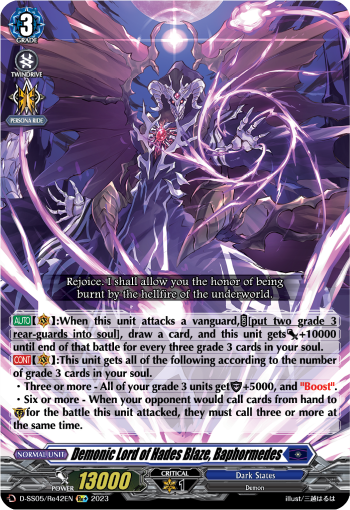 3
GRADE
TWINDRIVE
PERSONA RIDE
Rejoice. I shall allow you the honor of being
burnt by the hellfire of the underworld.
AUTO [ ]:When this unit attacks a vanguard, [put two grade 3
rear-guards into soul], draw a card, and this unit gets +10000
until end of that battle for every three grade 3 cards in your soul.
CONT [ ]:This unit gets all of the following according to the number
of grade 3 cards in your soul.
・Three or more - All of your grade 3 units get +5000, and "Boost".
・Six or more - When your opponent would call cards from hand to
for the battle this unit attacked, they must call three or more at
the same time.
NORMAL UNIT Demonic Lord of Hades Blaze, Baphormedes
POWER 13000 CRITICAL 1 Dark States
Demon
D-SS05/Re42EN 2023 illust/三越はるは